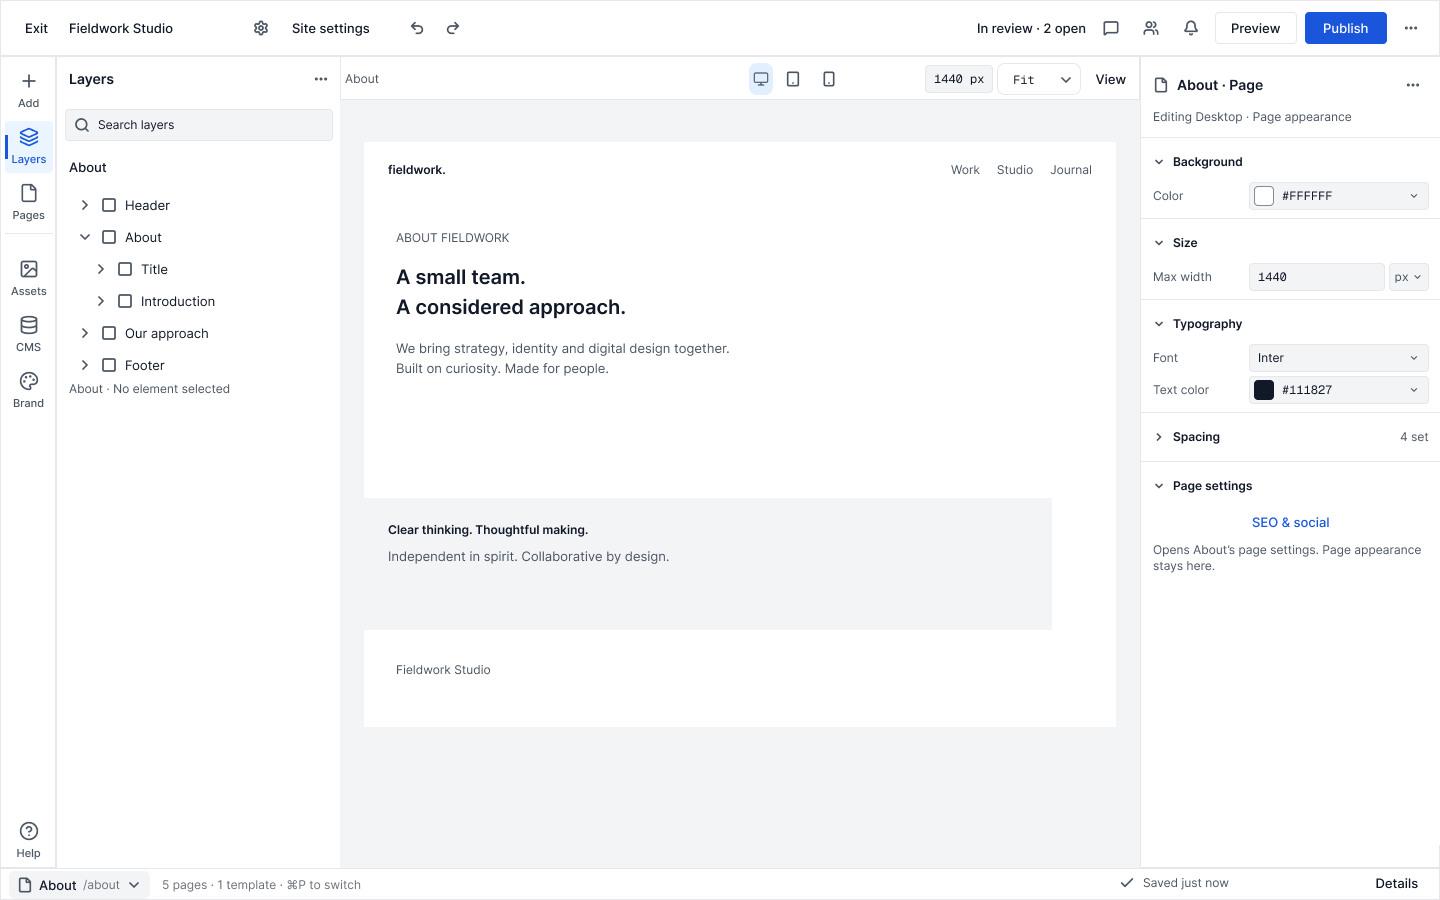 Exit
Fieldwork Studio
Site settings
In review · 2 open
Preview
Publish
Add
Layers
Pages
Assets
CMS
Brand
Help
Layers
Search layers
About
Header
About
Title
Introduction
Our approach
Footer
About · No element selected
About
1440 px
Fit
View
fieldwork.
Work
Studio
Journal
ABOUT FIELDWORK
A small team.
A considered approach.
We bring strategy, identity and digital design together.
Built on curiosity. Made for people.
Clear thinking. Thoughtful making.
Independent in spirit. Collaborative by design.
Fieldwork Studio
About · Page
Editing Desktop · Page appearance
Background
Color
#FFFFFF
Size
Max width
1440
px
Typography
Font
Inter
Text color
#111827
Spacing
4 set
Page settings
SEO & social
Opens About’s page settings. Page appearance
stays here.
About /about
5 pages · 1 template · ⌘P to switch
Saved just now
Details